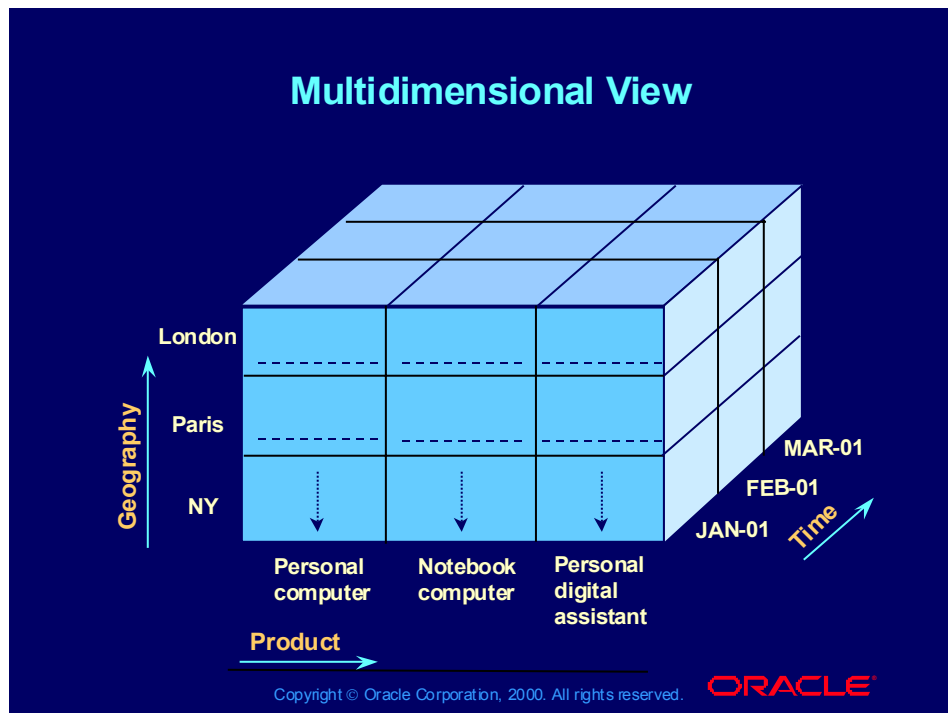 Multidimensional View
London
Paris
NY
Geography
MAR-01
FEB-01
JAN-01
Time
Personal
computer
Notebook
computer
Personal
digital
assistant
Product
Copyright © Oracle Corporation, 2000. All rights reserved.
ORACLE®